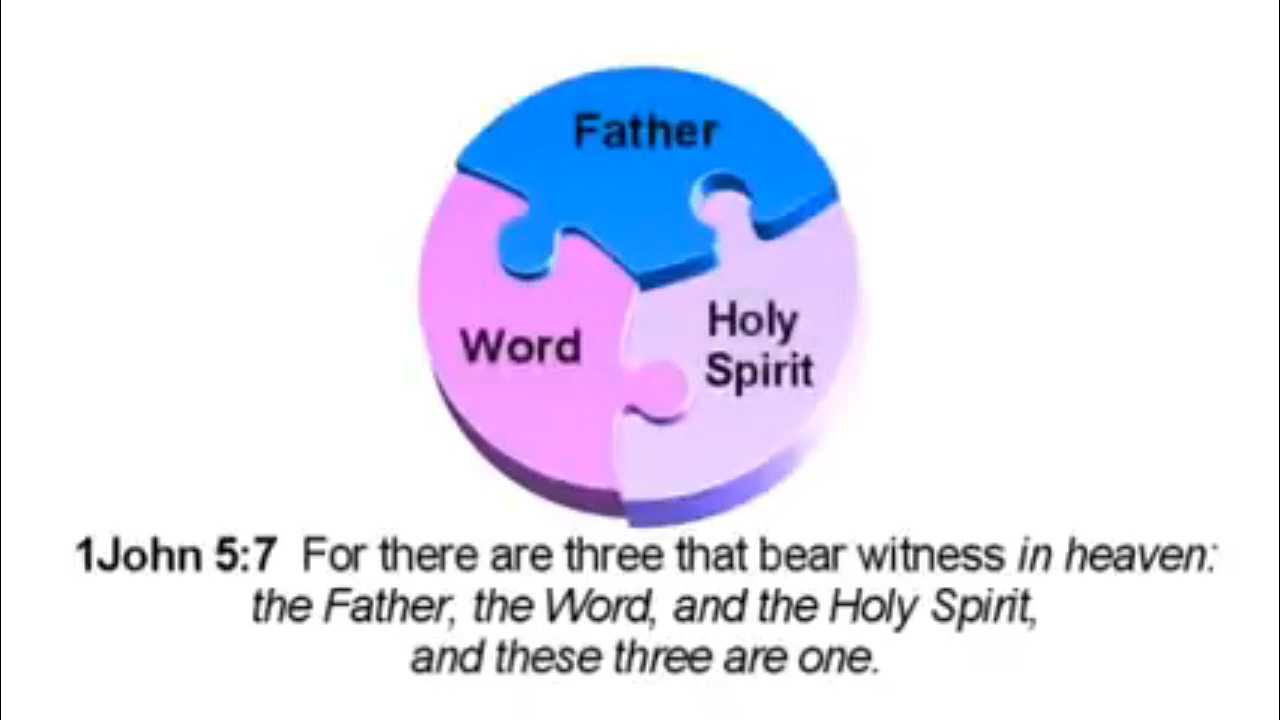 Father
Word
Holy
Spirit
1John 5:7 For there are three that bear witness in heaven:
the Father, the Word, and the Holy Spirit,
and these three are one.